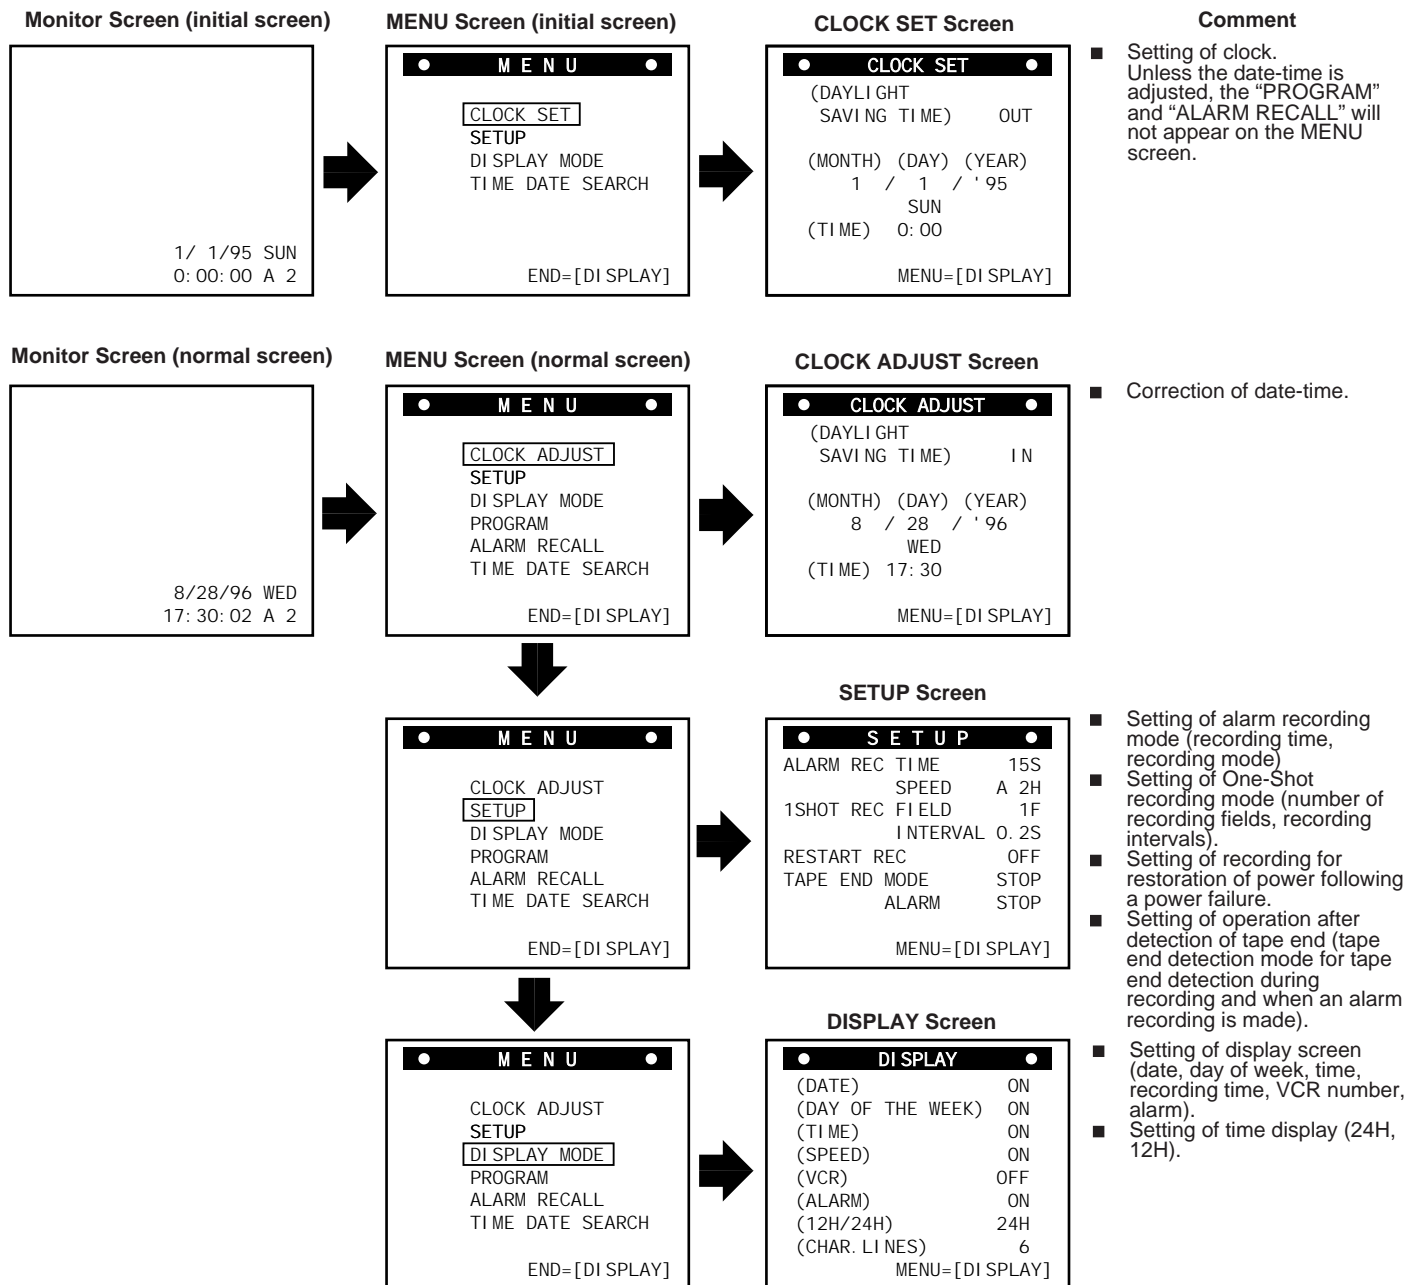 Monitor Screen (initial screen)
MENU Screen (initial screen)
CLOCK SET Screen
Comment
1/ 1/95 SUN
0:00:00 A 2
M E N U
CLOCK SET
SETUP
DISPLAY MODE
TIME DATE SEARCH
END=[DISPLAY]
CLOCK SET
(DAYLIGHT
SAVING TIME) OUT
(MONTH) (DAY) (YEAR)
1 / 1 / '95
SUN
(TIME) 0:00
MENU=[DISPLAY]
■ Setting of clock.
Unless the date-time is
adjusted, the “PROGRAM”
and “ALARM RECALL” will
not appear on the MENU
screen.
Monitor Screen (normal screen)
MENU Screen (normal screen)
CLOCK ADJUST Screen
8/28/96 WED
17:30:02 A 2
M E N U
CLOCK ADJUST
SETUP
DISPLAY MODE
PROGRAM
ALARM RECALL
TIME DATE SEARCH
END=[DISPLAY]
CLOCK ADJUST
(DAYLIGHT
SAVING TIME) IN
(MONTH) (DAY) (YEAR)
8 / 28 / '96
WED
(TIME) 17:30
MENU=[DISPLAY]
■ Correction of date-time.
SETUP Screen
M E N U
CLOCK ADJUST
SETUP
DISPLAY MODE
PROGRAM
ALARM RECALL
TIME DATE SEARCH
END=[DISPLAY]
S E T U P
ALARM REC TIME 15S
SPEED A 2H
1SHOT REC FIELD 1F
INTERVAL 0.2S
RESTART REC OFF
TAPE END MODE STOP
ALARM STOP
MENU=[DISPLAY]
■ Setting of alarm recording
mode (recording time,
recording mode)
■ Setting of One-Shot
recording mode (number of
recording fields, recording
intervals).
■ Setting of recording for
restoration of power following
a power failure.
■ Setting of operation after
detection of tape end (tape
end detection mode for tape
end detection during
recording and when an alarm
recording is made).
DISPLAY Screen
M E N U
CLOCK ADJUST
SETUP
DISPLAY MODE
PROGRAM
ALARM RECALL
TIME DATE SEARCH
END=[DISPLAY]
DISPLAY
(DATE) ON
(DAY OF THE WEEK) ON
(TIME) ON
(SPEED) ON
(VCR) OFF
(ALARM) ON
(12H/24H) 24H
(CHAR.LINES) 6
MENU=[DISPLAY]
■ Setting of display screen
(date, day of week, time,
recording time, VCR number,
alarm).
■ Setting of time display (24H,
12H).